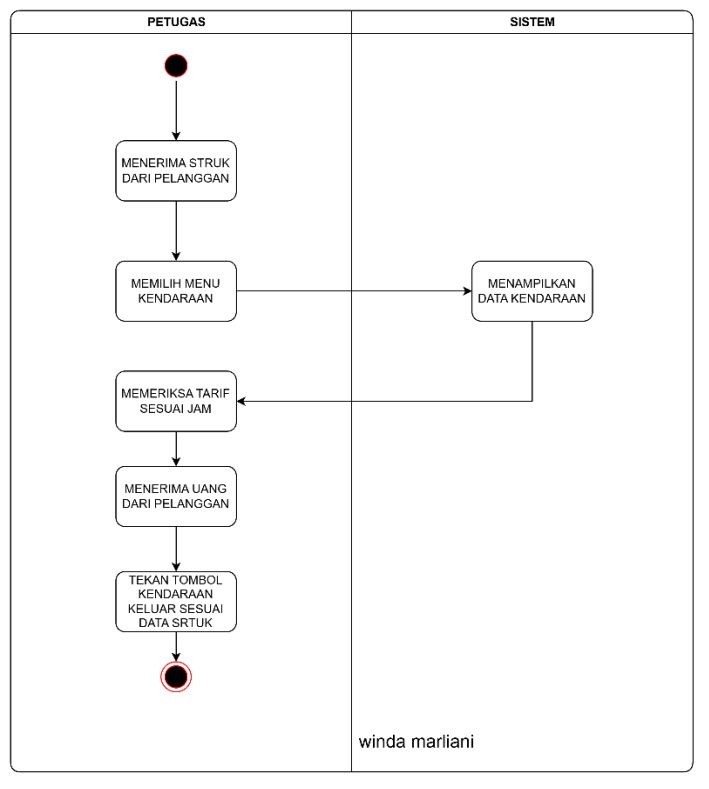 PETUGAS
SISTEM
MENERIMA STRUK
DARI PELANGGAN
MEMILIH MENU
KENDARAAN
MENAMPILKAN
DATA KENDARAAN
MEMERIKSA TARIF
SESUAI JAM
MENERIMA UANG
DARI PELANGGAN
TEKAN TOMBOL
KENDARAAN
KELUAR SESUAI
DATA SRTUK
winda marliani